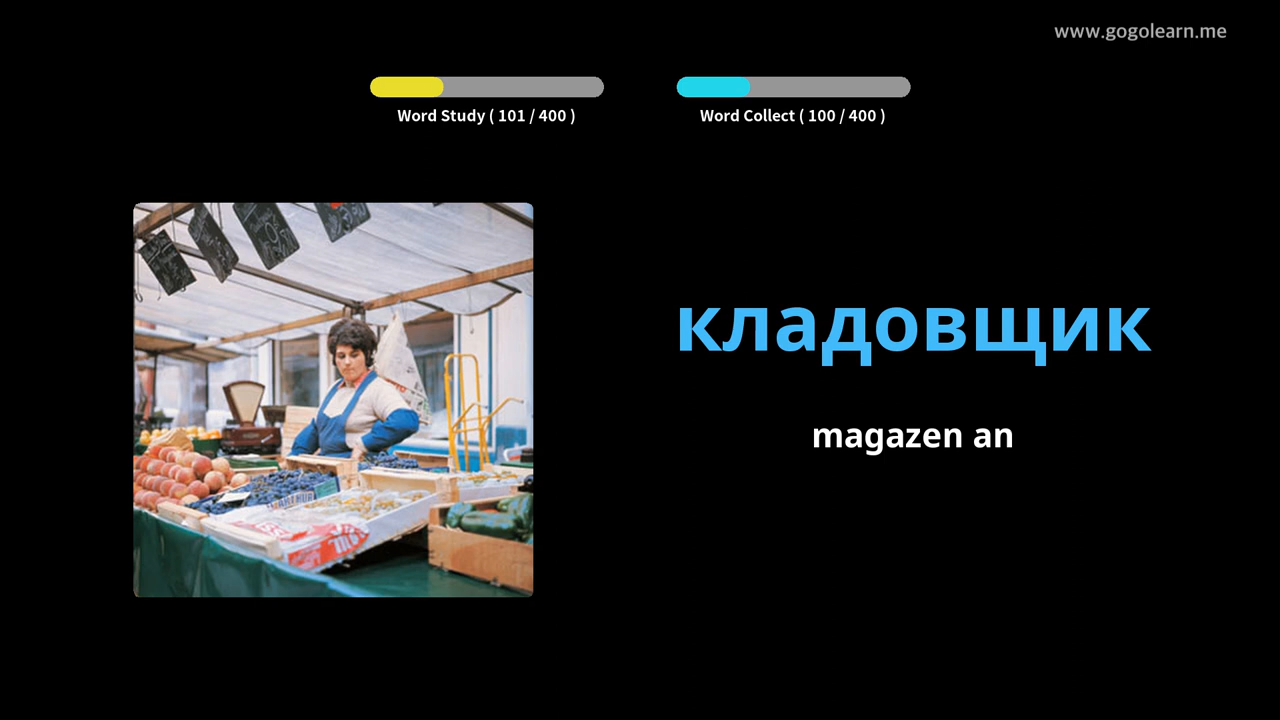 www.gogolearn.me
Word Study ( 101 / 400 )
Word Collect ( 100 / 400 )
кладовщик
magazen an